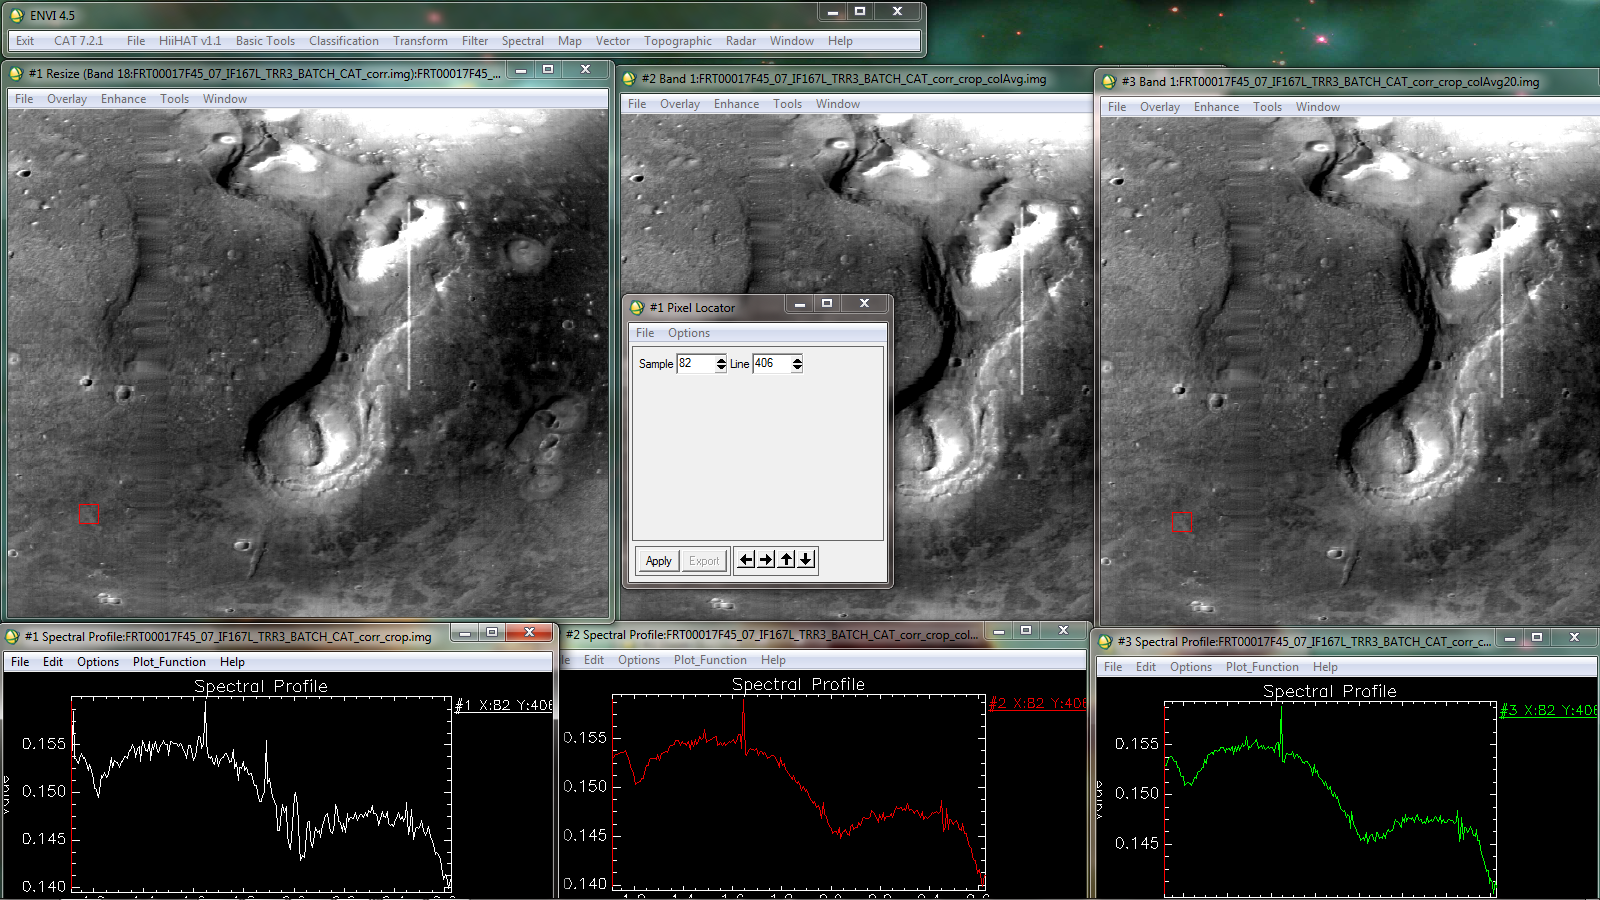 ENVI 4.5
Exit CAT 7.2.1 File HiiHAT v1.1 Basic Tools Classification Transform Filter Spectral Map Vector Topographic Radar Window Help
#1 Resize (Band 18:FRT00017F45_07_IF167L_TRR3_BATCH_CAT_corr.img):FRT00017F45_...
File Overlay Enhance Tools Window
#2 Band 1:FRT00017F45_07_IF167L_TRR3_BATCH_CAT_corr_crop_colAvg.img
File Overlay Enhance Tools Window
#3 Band 1:FRT00017F45_07_IF167L_TRR3_BATCH_CAT_corr_crop_colAvg20.img
File Overlay Enhance Tools Window
#1 Pixel Locator
File Options
Sample 82 Line 406
Apply Export
#1 Spectral Profile:FRT00017F45_07_IF167L_TRR3_BATCH_CAT_corr_crop.img
File Edit Options Plot_Function Help
Spectral Profile
#1 X:82 Y:406
0.155
0.150
0.145
0.140
Value
#2 Spectral Profile:FRT00017F45_07_IF167L_TRR3_BATCH_CAT_corr_crop_col...
Edit Options Plot_Function Help
Spectral Profile
#2 X:82 Y:406
0.155
0.150
0.145
0.140
#3 Spectral Profile:FRT00017F45_07_IF167L_TRR3_BATCH_CAT_corr_c...
File Edit Options Plot_Function Help
Spectral Profile
#3 X:82 Y:406
0.155
0.150
0.145